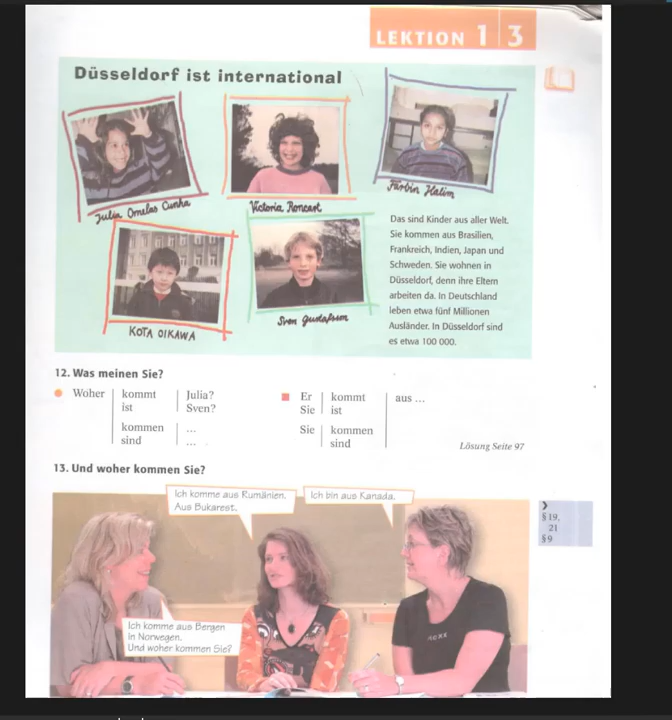 LEKTION 1 3
Düsseldorf ist international
Julia Ornelas Cunha
Victoria Roncart
Farbin Halim
KOTA OIKAWA
Sven Gustafsson
Das sind Kinder aus aller Welt.
Sie kommen aus Brasilien,
Frankreich, Indien, Japan und
Schweden. Sie wohnen in
Düsseldorf, denn ihre Eltern
arbeiten da. In Deutschland
leben etwa fünf Millionen
Ausländer. In Düsseldorf sind
es etwa 100 000.
12. Was meinen Sie?
Woher kommt Julia?
ist Sven?
kommen ...
sind ...
Er kommt aus ...
Sie ist
Sie kommen
sind
Lösung Seite 97
13. Und woher kommen Sie?
Ich komme aus Rumänien.
Aus Bukarest.
Ich bin aus Kanada.
§ 19,
21
§ 9
Ich komme aus Bergen
in Norwegen.
Und woher kommen Sie?
mexx